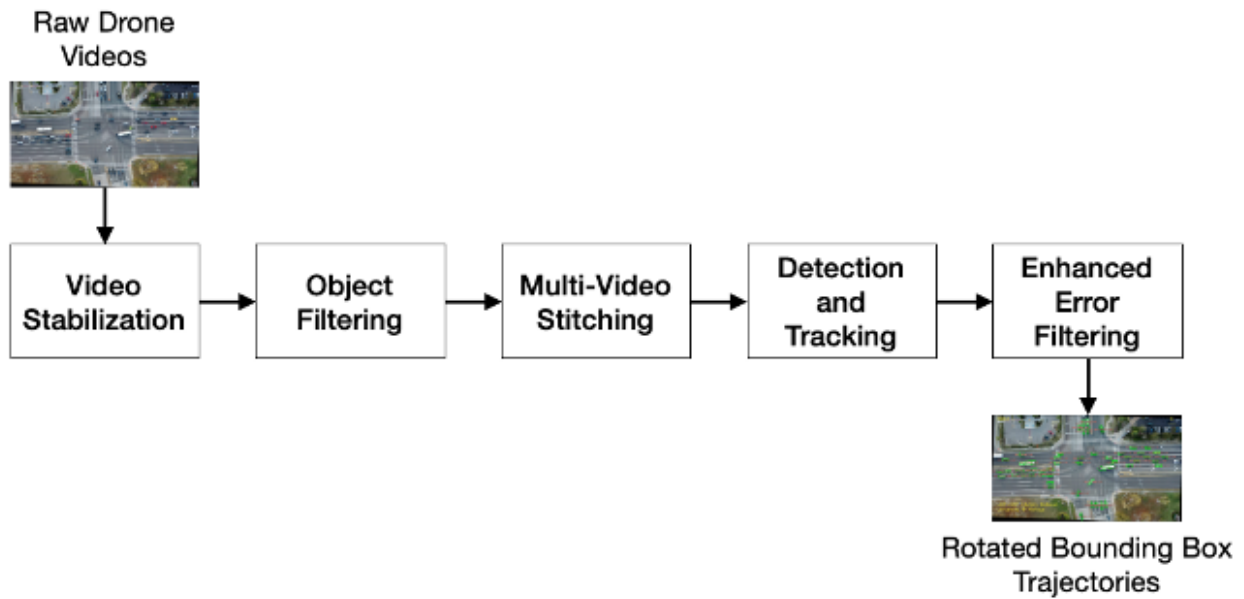 Raw Drone
Videos
Video
Stabilization
Object
Filtering
Multi-Video
Stitching
Detection
and
Tracking
Enhanced
Error
Filtering
Rotated Bounding Box
Trajectories